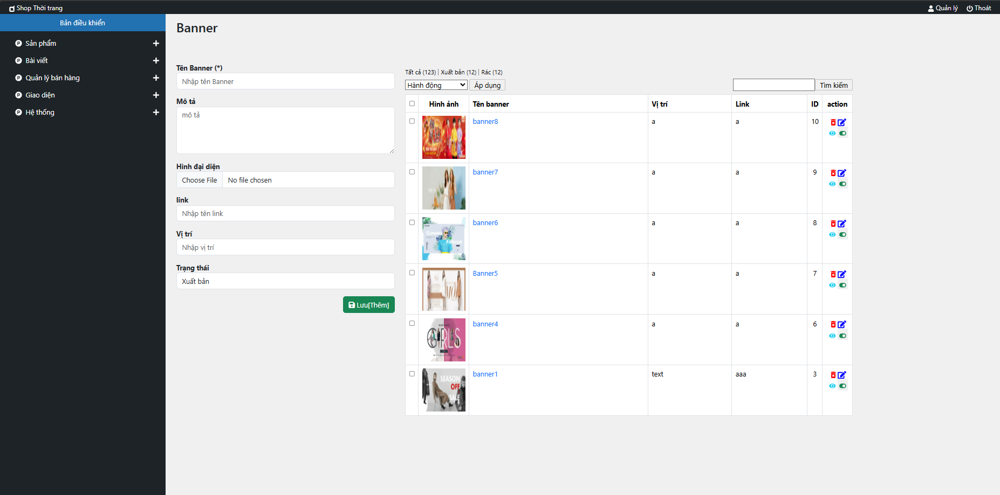 Shop Thời trang
Quản lý
Thoát
Bản điều khiển
Sản phẩm
Bài viết
Quản lý bán hàng
Giao diện
Hệ thống
Banner
Tên Banner (*)
Nhập tên Banner
Mô tả
mô tả
Hình đại diện
Choose File No file chosen
link
Nhập tên link
Vị trí
Nhập vị trí
Trạng thái
Xuất bản
Lưu[Thêm]
Tất cả (123) | Xuất bản (12) | Rác (12)
Hành động Áp dụng Tìm kiếm
Hình ảnh Tên banner Vị trí Link ID action
banner8 a a 10
banner7 a a 9
banner6 a a 8
SUMMER
FASHION
Banner5 a a 7
banner4 a a 6
GIRLS
banner1 text aaa 3
SEASON
OFF
SALE